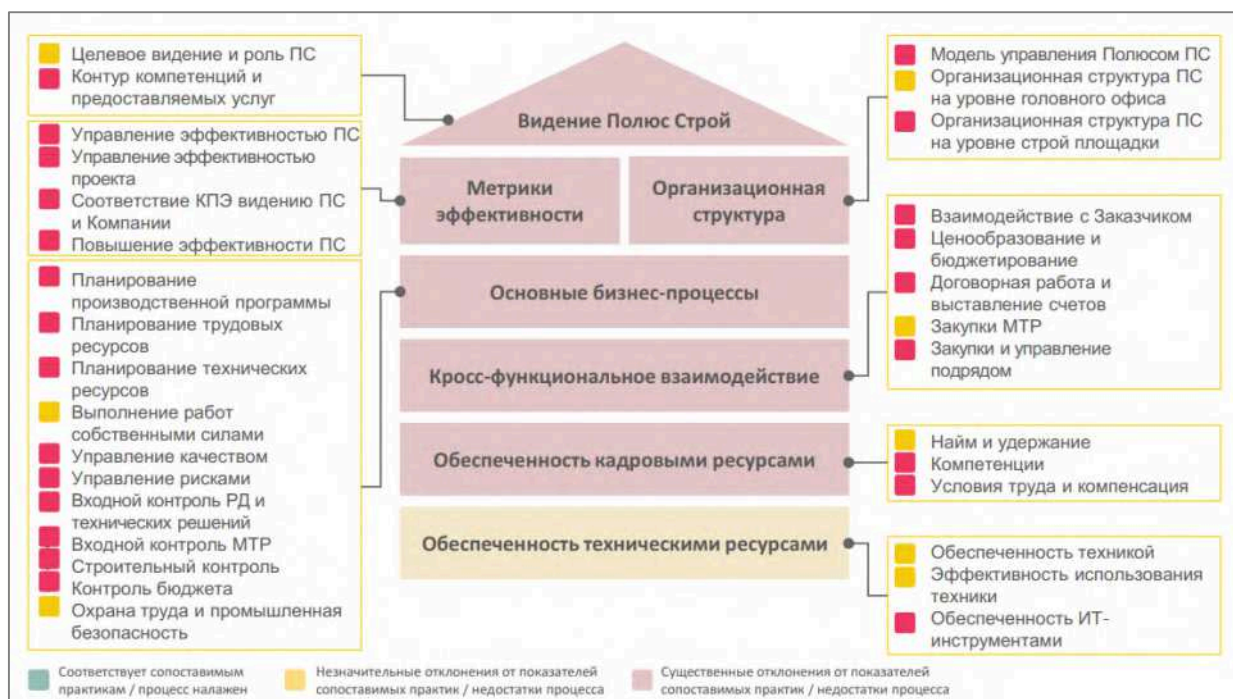 Целевое видение и роль ПС
Контур компетенций и
предоставляемых услуг
Управление эффективностью ПС
Управление эффективностью
проекта
Соответствие КПЭ видению ПС
и Компании
Повышение эффективности ПС
Планирование
производственной программы
Планирование трудовых
ресурсов
Планирование технических
ресурсов
Выполнение работ
собственными силами
Управление качеством
Управление рисками
Входной контроль РД и
технических решений
Входной контроль МТР
Строительный контроль
Контроль бюджета
Охрана труда и промышленная
безопасность
Видение Полюс Строй
Метрики
эффективности
Организационная
структура
Основные бизнес-процессы
Кросс-функциональное взаимодействие
Обеспеченность кадровыми ресурсами
Обеспеченность техническими ресурсами
Модель управления Полюсом ПС
Организационная структура ПС
на уровне головного офиса
Организационная структура ПС
на уровне строй площадки
Взаимодействие с Заказчиком
Ценообразование и
бюджетирование
Договорная работа и
выставление счетов
Закупки МТР
Закупки и управление
подрядом
Найм и удержание
Компетенции
Условия труда и компенсация
Обеспеченность техникой
Эффективность использования
техники
Обеспеченность ИТ-
инструментами
Соответствует сопоставимым
практикам / процесс налажен
Незначительные отклонения от показателей
сопоставимых практик / недостатки процесса
Существенные отклонения от показателей
сопоставимых практик / недостатки процесса